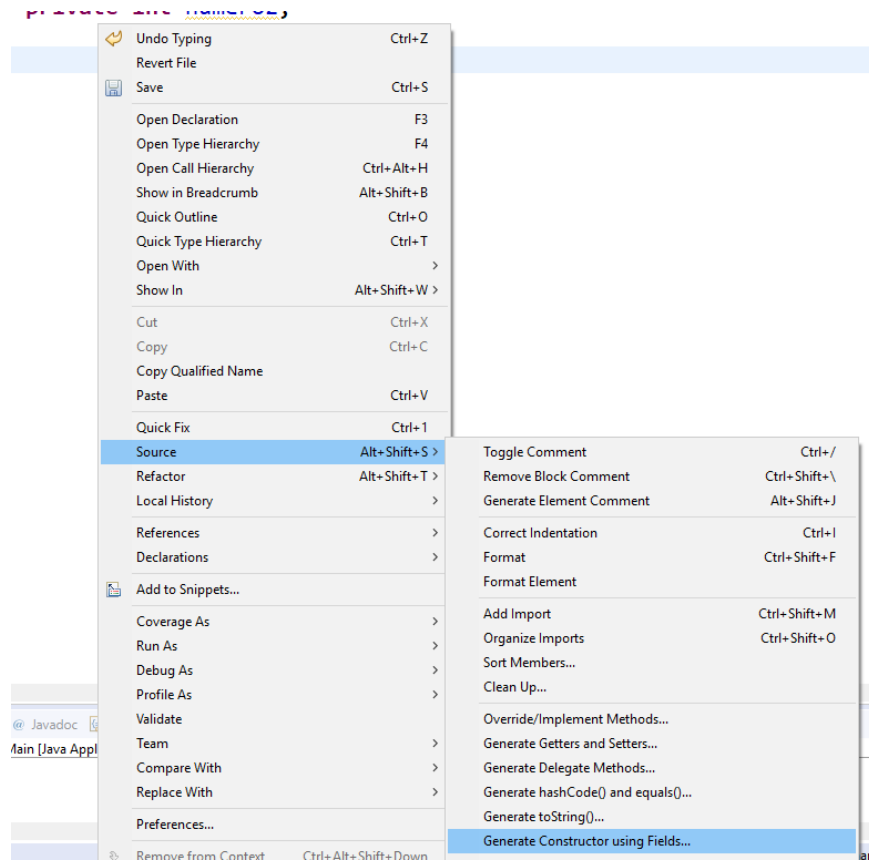 private int numero2;
Undo Typing Ctrl+Z
Revert File
Save Ctrl+S
Open Declaration F3
Open Type Hierarchy F4
Open Call Hierarchy Ctrl+Alt+H
Show in Breadcrumb Alt+Shift+B
Quick Outline Ctrl+O
Quick Type Hierarchy Ctrl+T
Open With >
Show In Alt+Shift+W >
Cut Ctrl+X
Copy Ctrl+C
Copy Qualified Name
Paste Ctrl+V
Quick Fix Ctrl+1
Source Alt+Shift+S >
Refactor Alt+Shift+T >
Local History >
References >
Declarations >
Add to Snippets...
Coverage As >
Run As >
Debug As >
Profile As >
Validate
Team >
Compare With >
Replace With >
Preferences...
Remove from Context Ctrl+Alt+Shift+Down
Toggle Comment Ctrl+/
Remove Block Comment Ctrl+Shift+\
Generate Element Comment Alt+Shift+J
Correct Indentation Ctrl+I
Format Ctrl+Shift+F
Format Element
Add Import Ctrl+Shift+M
Organize Imports Ctrl+Shift+O
Sort Members...
Clean Up...
Override/Implement Methods...
Generate Getters and Setters...
Generate Delegate Methods...
Generate hashCode() and equals()...
Generate toString()...
Generate Constructor using Fields...
@ Javadoc
Main [Java Appl